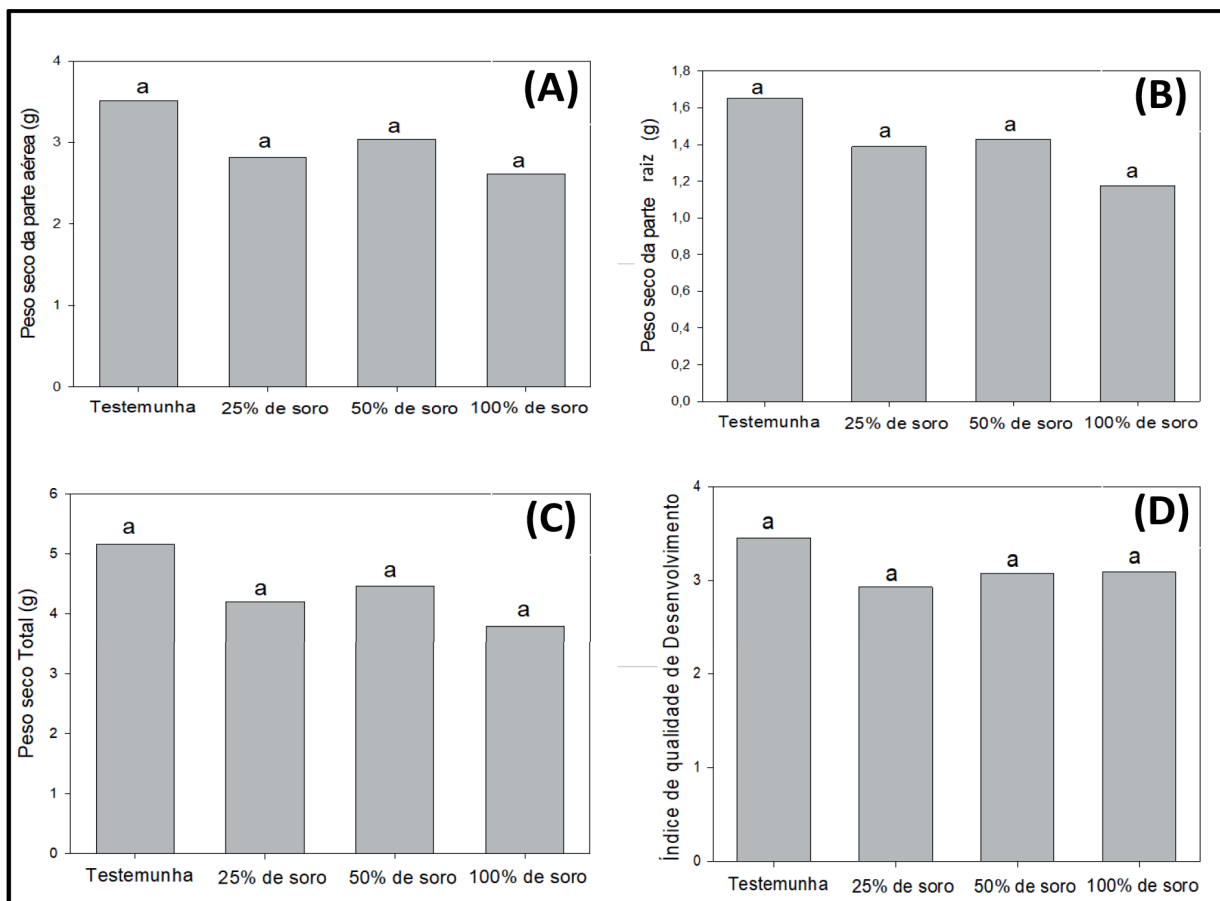 (A)
Peso seco da parte aérea (g)
4
3
2
1
0
a
a
a
a
Testemunha
25% de soro
50% de soro
100% de soro
(B)
Peso seco da parte raiz (g)
1,8
1,6
1,4
1,2
1,0
0,8
0,6
0,4
0,2
0,0
a
a
a
a
Testemunha
25% de soro
50% de soro
100% de soro
(C)
Peso seco Total (g)
6
5
4
3
2
1
0
a
a
a
a
Testemunha
25% de soro
50% de soro
100% de soro
(D)
Índice de qualidade de Desenvolvimento
4
3
2
1
0
a
a
a
a
Testemunha
25% de soro
50% de soro
100% de soro